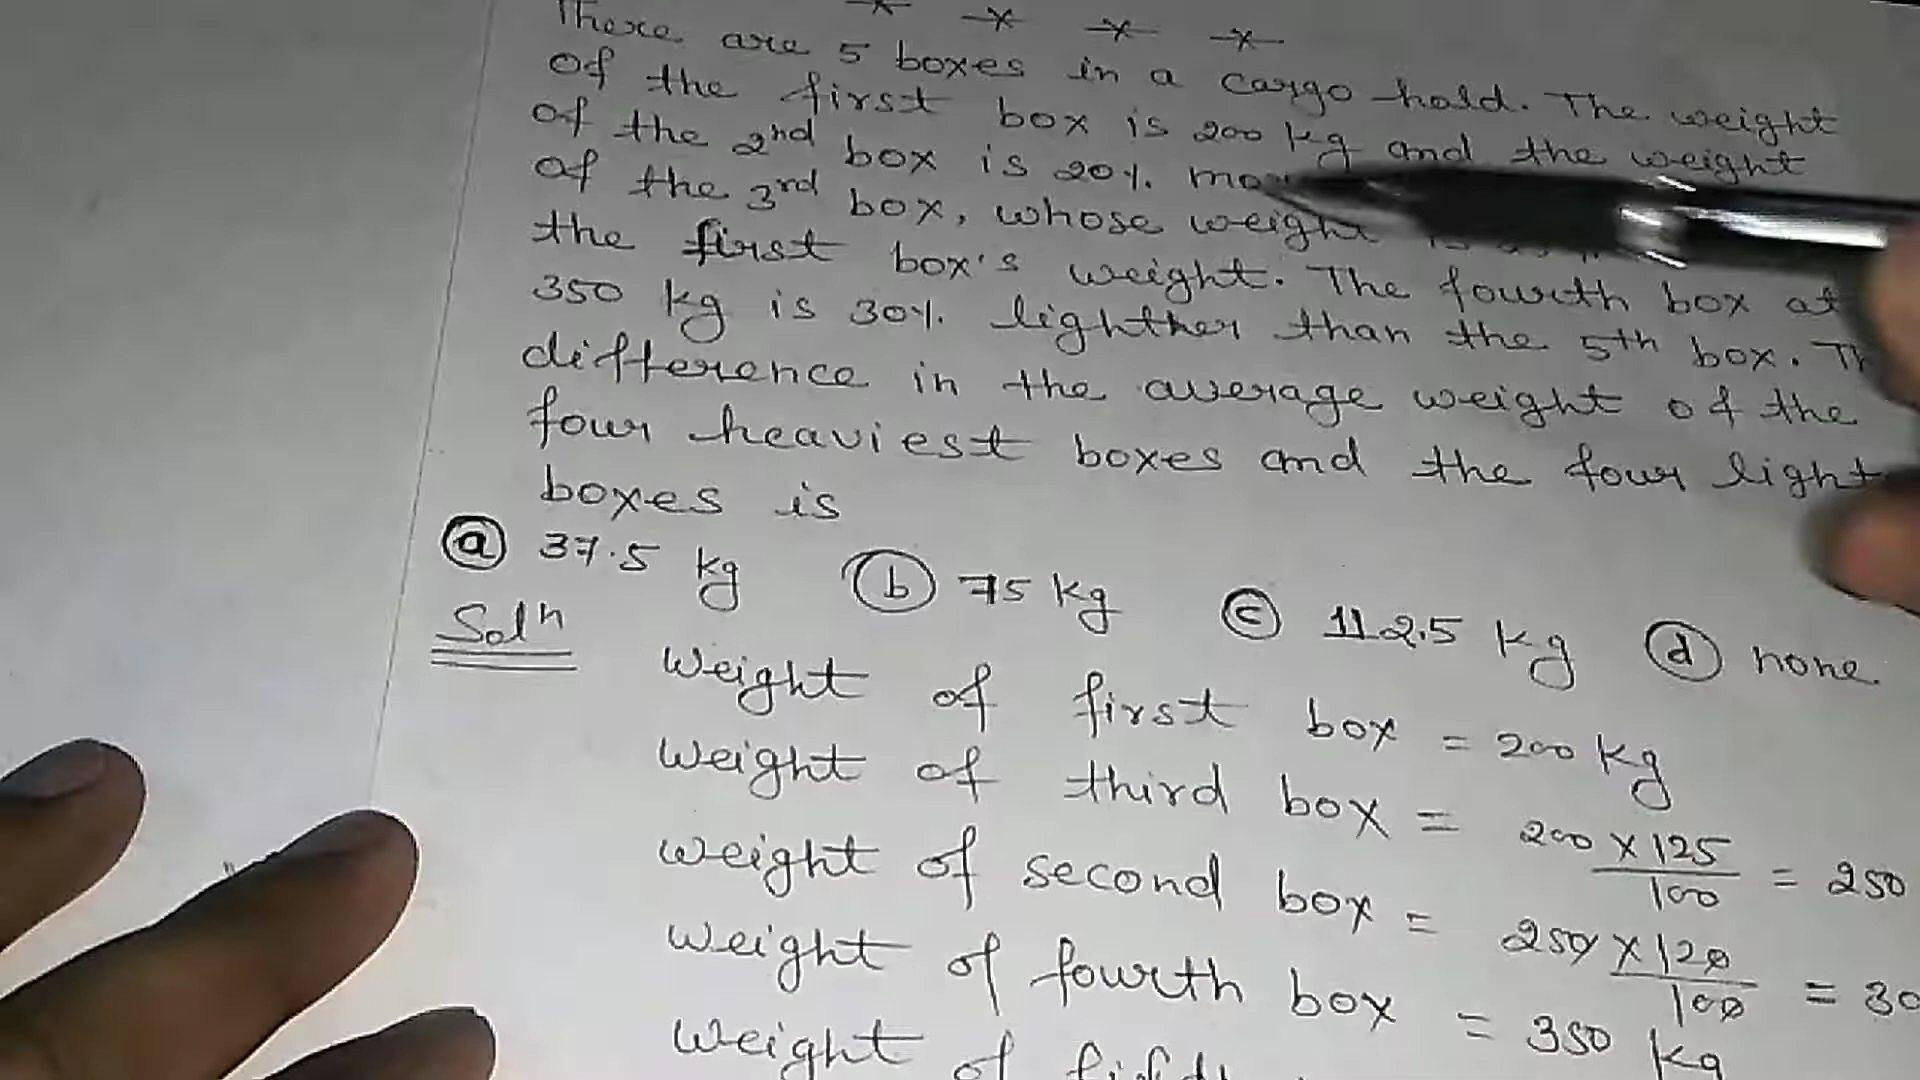 There are 5 boxes in a cargo hold. The weight
of the first box is 200 kg and the weight
of the 2nd box is 20%.
of the 3rd box, whose weight
the first box's weight. The fourth box at
350 kg is 30% lighther than the 5th box.
difference in the average weight of the
four heaviest boxes and the four light
boxes is
(a) 37.5 kg (b) 75 kg (c) 112.5 kg (d) none.
Solⁿ
Weight of first box = 200 kg
Weight of third box = 200 × 125 / 100 = 250
Weight of second box = 250 × 120 / 100 = 30
Weight of fourth box = 350 kg
Weight of